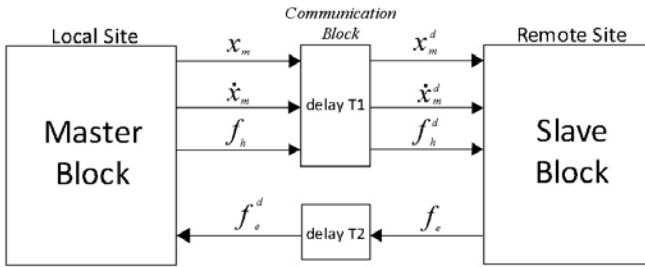 Communication
Block
Local Site
Remote Site
x_m
x_m^d
ẋ_m
delay T1
ẋ_m^d
f_h
f_h^d
Master
Block
Slave
Block
f_e^d
delay T2
f_e